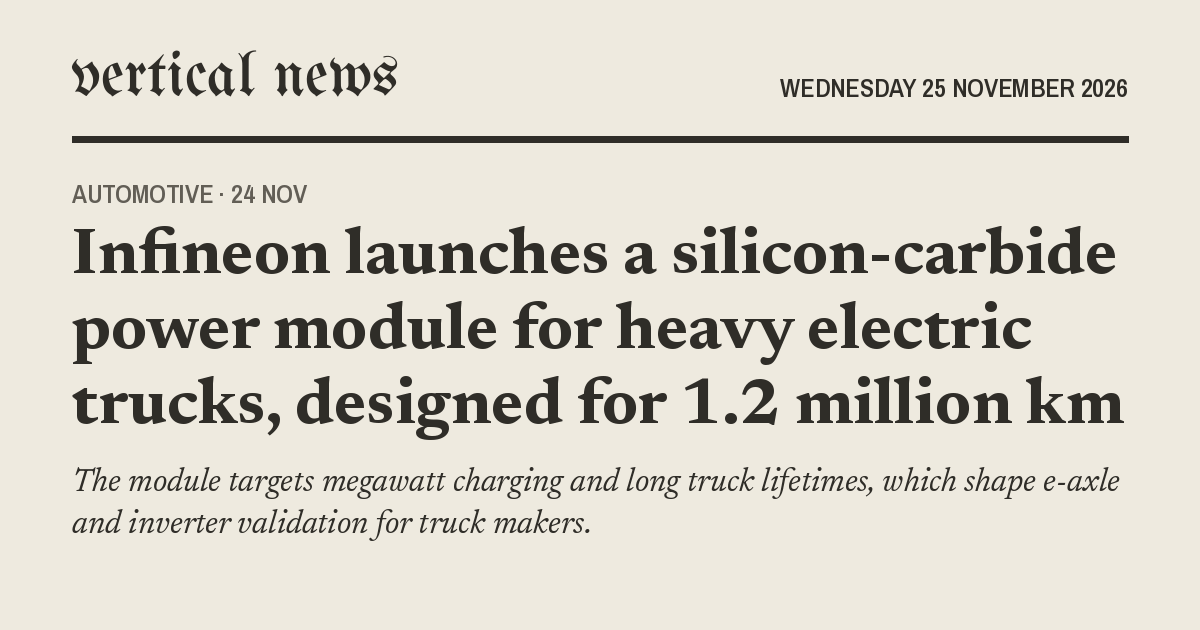 vertical news
WEDNESDAY 25 NOVEMBER 2026
AUTOMOTIVE · 24 NOV
Infineon launches a silicon-carbide
power module for heavy electric
trucks, designed for 1.2 million km
The module targets megawatt charging and long truck lifetimes, which shape e-axle
and inverter validation for truck makers.